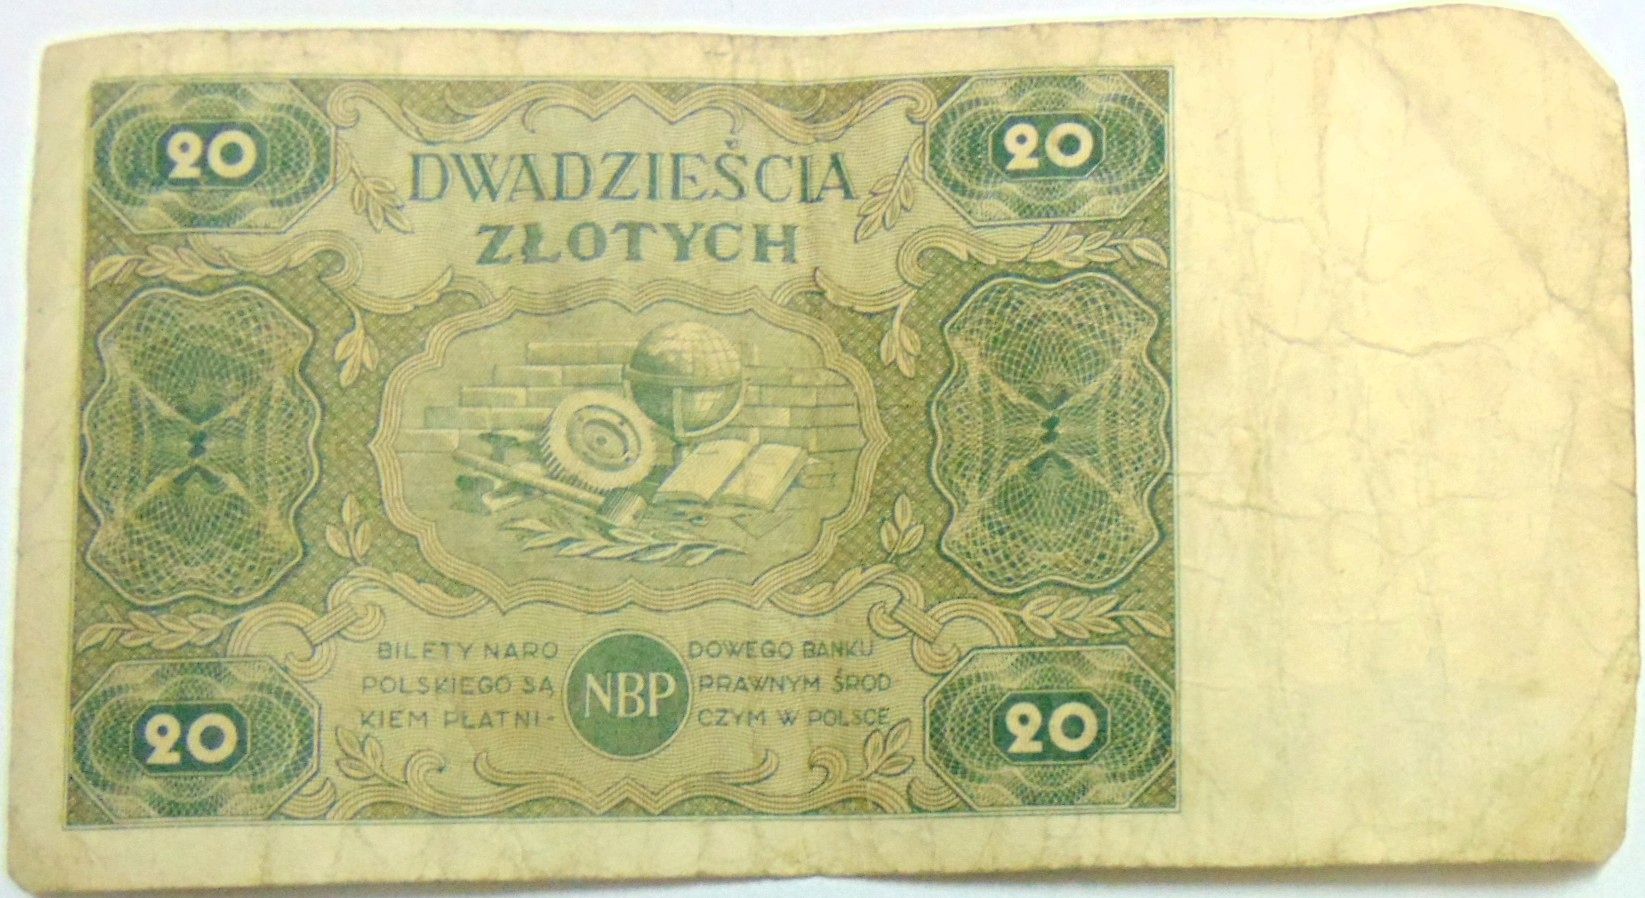 20 20
DWADZIEŚCIA
ZŁOTYCH
BILETY NARO DOWEGO BANKU
POLSKIEGO SĄ NBP PRAWNYM ŚROD-
KIEM PŁATNI- CZYM W POLSCE
20 20